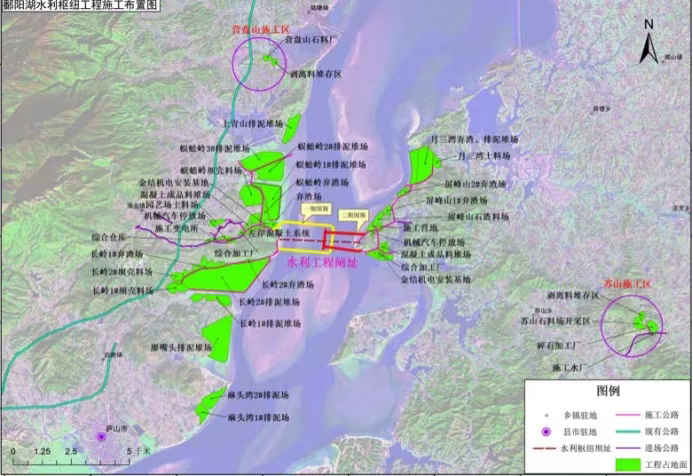 鄱阳湖水利枢纽工程施工布置图
营盘山施工区
营盘山石料厂
剥离料堆存区
N
上青山排泥堆场
蜈蚣岭3#排泥堆场
蜈蚣岭2#排泥堆场
蜈蚣岭1#排泥堆场
蜈蚣岭坝壳料场
金结机电安装基地
蜈蚣岭弃渣场
混凝土成品料堆场
弃渣场
园艺场土料场
机械汽车停放场
施工变电所
一期围堰
二期围堰
左岸混凝土系统
综合仓库
综合加工厂
水利工程闸址
长岭1#弃渣场
长岭2#坝壳料场
长岭1#坝壳料场
长岭2#弃渣场
长岭2#排泥堆场
长岭1#排泥堆场
廖嘴头排泥堆场
麻头湾2#排泥场
麻头湾1#排泥场
月三湾弃渣、排泥堆场
月三湾土料场
屏峰山2#弃渣场
屏峰山1#弃渣场
屏峰山石渣料场
施工营地
机械汽车停放场
混凝土成品料堆场
综合加工厂
金结机电安装基地
苏山施工区
剥离料堆存区
苏山乡
苏山石料场开采区
碎石加工厂
施工水厂
庐山市
0 1.25 2.5 5 千米
图例
乡镇驻地
县市驻地
水利枢纽坝址
施工公路
现有公路
进场公路
工程占地面